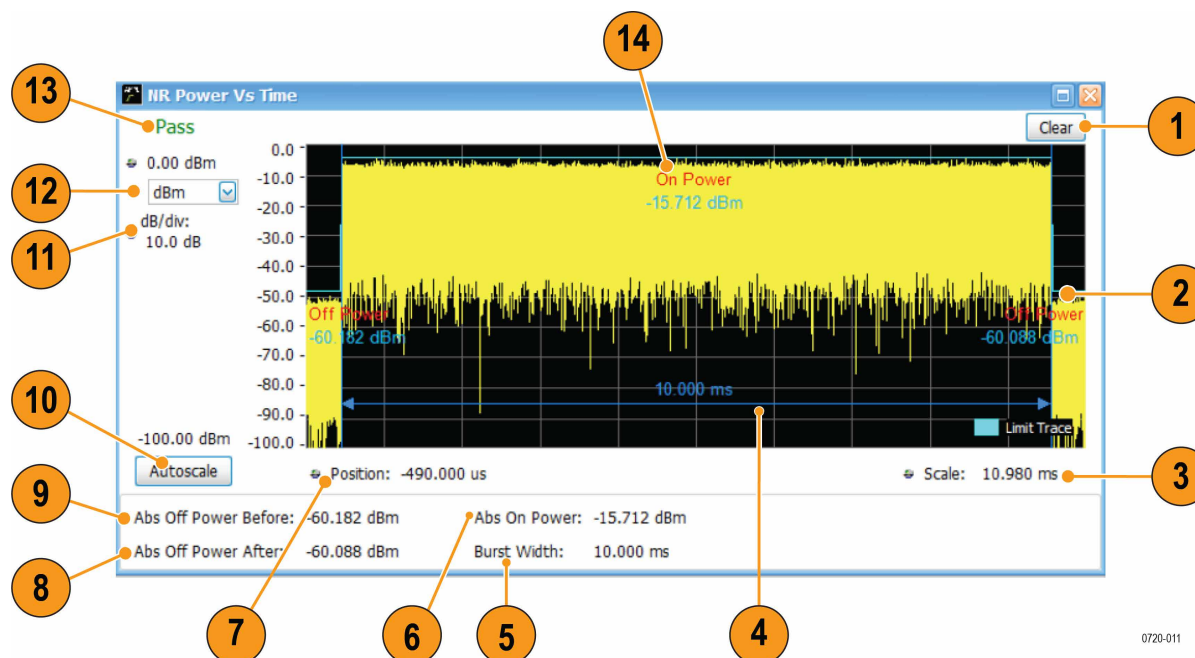 14
13
NR Power Vs Time
Pass
Clear
1
0.00 dBm
0.0
12
dBm
-10.0
On Power
-15.712 dBm
-20.0
dB/div:
10.0 dB
11
-30.0
-40.0
-50.0
2
Off Power
Off Power
-60.0
-60.182 dBm
-60.088 dBm
-70.0
-80.0
10.000 ms
10
-90.0
-100.00 dBm
-100.0
Limit Trace
Autoscale
Position: -490.000 us
Scale: 10.980 ms
3
9
Abs Off Power Before: -60.182 dBm
Abs On Power: -15.712 dBm
Abs Off Power After: -60.088 dBm
Burst Width: 10.000 ms
8
7
6
5
4
0720-011